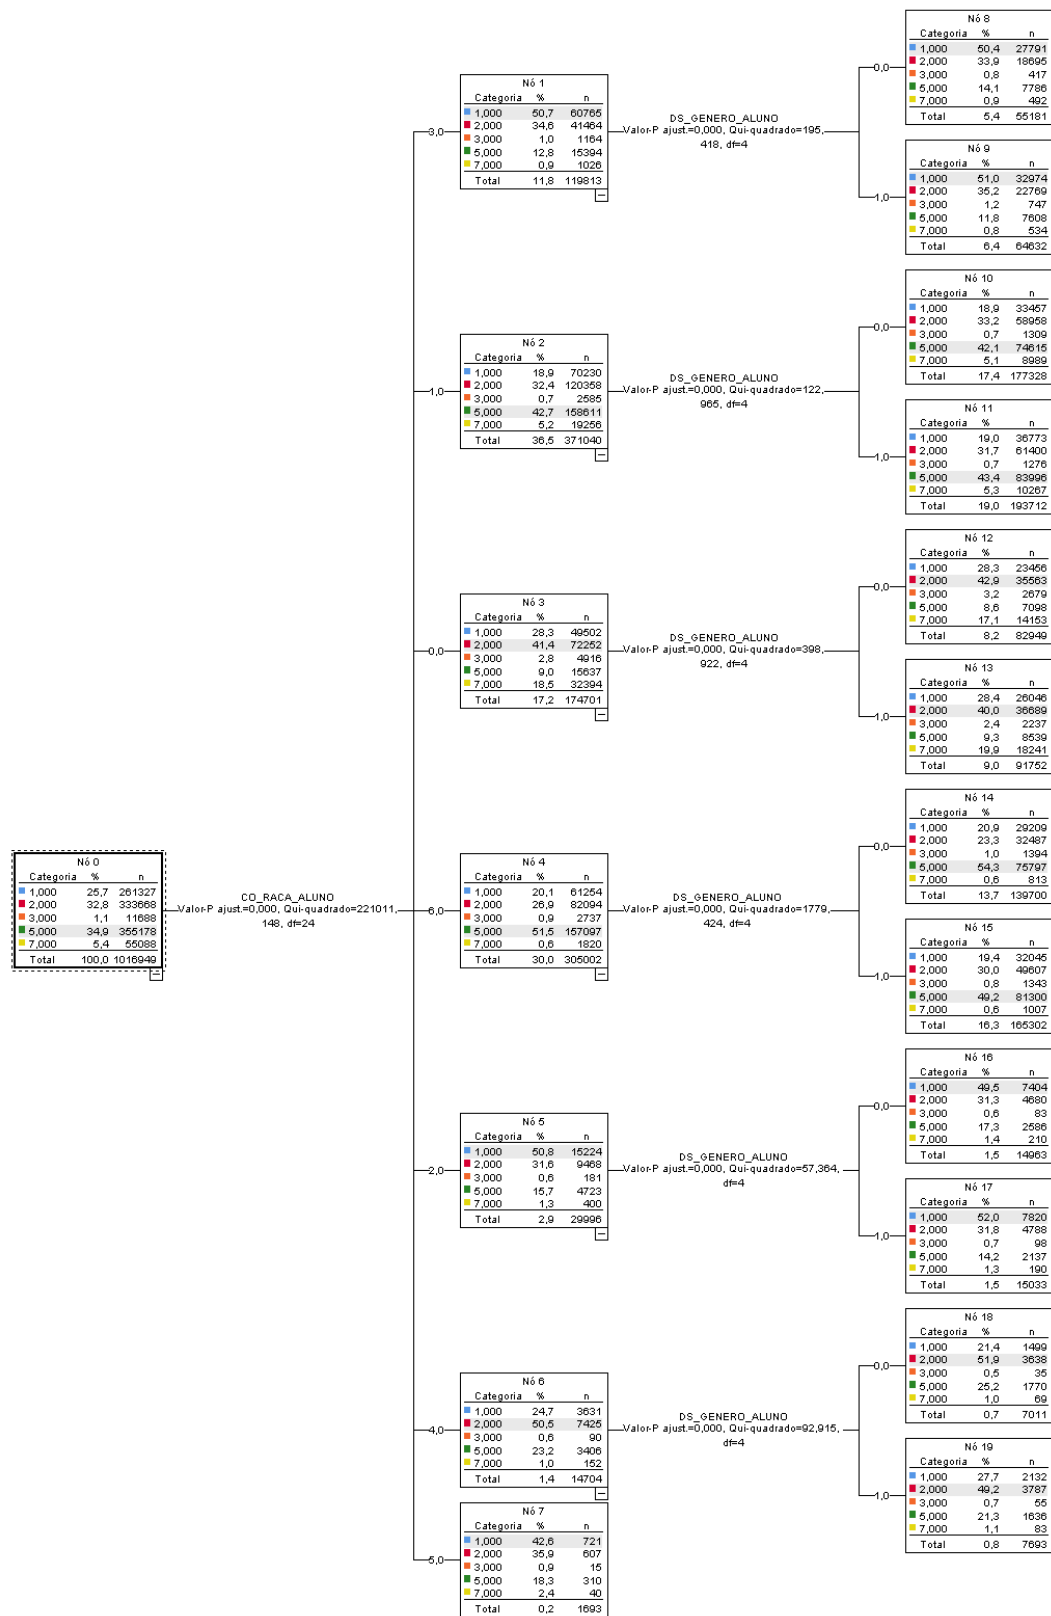 Nó 0
Categoria % n
1,000 25,7 261327
2,000 32,8 333668
3,000 1,1 11688
5,000 34,9 355178
7,000 5,4 55088
Total 100,0 1016949
CO_RACA_ALUNO
Valor-P ajust.=0,000, Qui-quadrado=221011,
148, df=24
3,0
Nó 1
Categoria % n
1,000 50,7 60765
2,000 34,6 41464
3,000 1,0 1164
5,000 12,8 15394
7,000 0,9 1026
Total 11,8 119813
DS_GENERO_ALUNO
Valor-P ajust.=0,000, Qui-quadrado=195,
418, df=4
0,0
Nó 8
Categoria % n
1,000 50,4 27791
2,000 33,9 18695
3,000 0,8 417
5,000 14,1 7786
7,000 0,9 492
Total 5,4 55181
1,0
Nó 9
Categoria % n
1,000 51,0 32974
2,000 35,2 22769
3,000 1,2 747
5,000 11,8 7608
7,000 0,8 534
Total 6,4 64632
1,0
Nó 2
Categoria % n
1,000 18,9 70230
2,000 32,4 120358
3,000 0,7 2585
5,000 42,7 158611
7,000 5,2 19256
Total 36,5 371040
DS_GENERO_ALUNO
Valor-P ajust.=0,000, Qui-quadrado=122,
965, df=4
0,0
Nó 10
Categoria % n
1,000 18,9 33457
2,000 33,2 58958
3,000 0,7 1309
5,000 42,1 74615
7,000 5,1 8989
Total 17,4 177328
1,0
Nó 11
Categoria % n
1,000 19,0 36773
2,000 31,7 61400
3,000 0,7 1276
5,000 43,4 83996
7,000 5,3 10267
Total 19,0 193712
0,0
Nó 3
Categoria % n
1,000 28,3 49502
2,000 41,4 72252
3,000 2,8 4916
5,000 9,0 15637
7,000 18,5 32394
Total 17,2 174701
DS_GENERO_ALUNO
Valor-P ajust.=0,000, Qui-quadrado=398,
922, df=4
0,0
Nó 12
Categoria % n
1,000 28,3 23456
2,000 42,9 35563
3,000 3,2 2679
5,000 8,6 7098
7,000 17,1 14153
Total 8,2 82949
1,0
Nó 13
Categoria % n
1,000 28,4 26046
2,000 40,0 36689
3,000 2,4 2237
5,000 9,3 8539
7,000 19,9 18241
Total 9,0 91752
6,0
Nó 4
Categoria % n
1,000 20,1 61254
2,000 26,9 82094
3,000 0,9 2737
5,000 51,5 157097
7,000 0,6 1820
Total 30,0 305002
DS_GENERO_ALUNO
Valor-P ajust.=0,000, Qui-quadrado=1779,
424, df=4
0,0
Nó 14
Categoria % n
1,000 20,9 29209
2,000 23,3 32487
3,000 1,0 1394
5,000 54,3 75797
7,000 0,6 813
Total 13,7 139700
1,0
Nó 15
Categoria % n
1,000 19,4 32045
2,000 30,0 49607
3,000 0,8 1343
5,000 49,2 81300
7,000 0,6 1007
Total 16,3 165302
2,0
Nó 5
Categoria % n
1,000 50,8 15224
2,000 31,6 9468
3,000 0,6 181
5,000 15,7 4723
7,000 1,3 400
Total 2,9 29996
DS_GENERO_ALUNO
Valor-P ajust.=0,000, Qui-quadrado=57,364,
df=4
0,0
Nó 16
Categoria % n
1,000 49,5 7404
2,000 31,3 4680
3,000 0,6 83
5,000 17,3 2586
7,000 1,4 210
Total 1,5 14963
1,0
Nó 17
Categoria % n
1,000 52,0 7820
2,000 31,8 4788
3,000 0,7 98
5,000 14,2 2137
7,000 1,3 190
Total 1,5 15033
4,0
Nó 6
Categoria % n
1,000 24,7 3631
2,000 50,5 7425
3,000 0,6 90
5,000 23,2 3406
7,000 1,0 152
Total 1,4 14704
DS_GENERO_ALUNO
Valor-P ajust.=0,000, Qui-quadrado=92,915,
df=4
0,0
Nó 18
Categoria % n
1,000 21,4 1499
2,000 51,9 3638
3,000 0,5 35
5,000 25,2 1770
7,000 1,0 69
Total 0,7 7011
1,0
Nó 19
Categoria % n
1,000 27,7 2132
2,000 49,2 3787
3,000 0,7 55
5,000 21,3 1636
7,000 1,1 83
Total 0,8 7693
5,0
Nó 7
Categoria % n
1,000 42,6 721
2,000 35,9 607
3,000 0,9 15
5,000 18,3 310
7,000 2,4 40
Total 0,2 1693